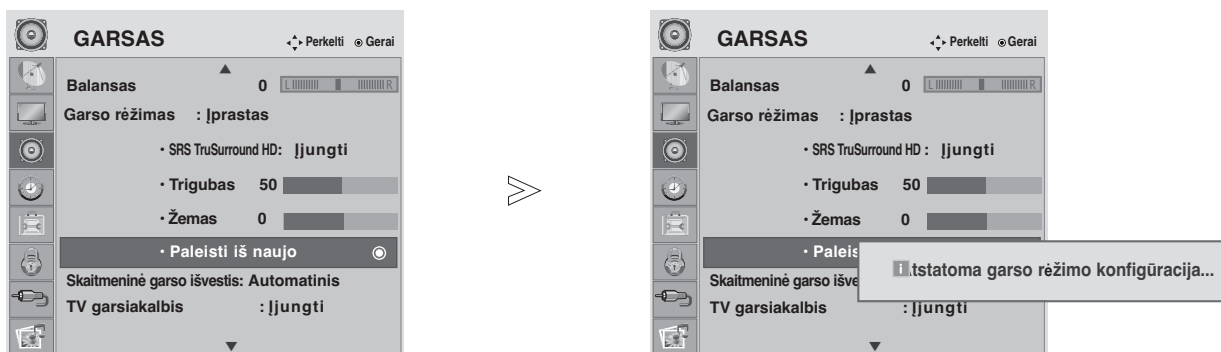 GARSAS Perkelti Gerai
Balansas 0 L R
Garso rėžimas : Įprastas
• SRS TruSurround HD: Įjungti
• Trigubas 50
• Žemas 0
• Paleisti iš naujo
Skaitmeninė garso išvestis: Automatinis
TV garsiakalbis : Įjungti
GARSAS Perkelti Gerai
Balansas 0 L R
Garso rėžimas : Įprastas
• SRS TruSurround HD : Įjungti
• Trigubas 50
• Žemas 0
• Paleis
Skaitmeninė garso išve
TV garsiakalbis : Įjungti
i tstatoma garso rėžimo konfigūracija...